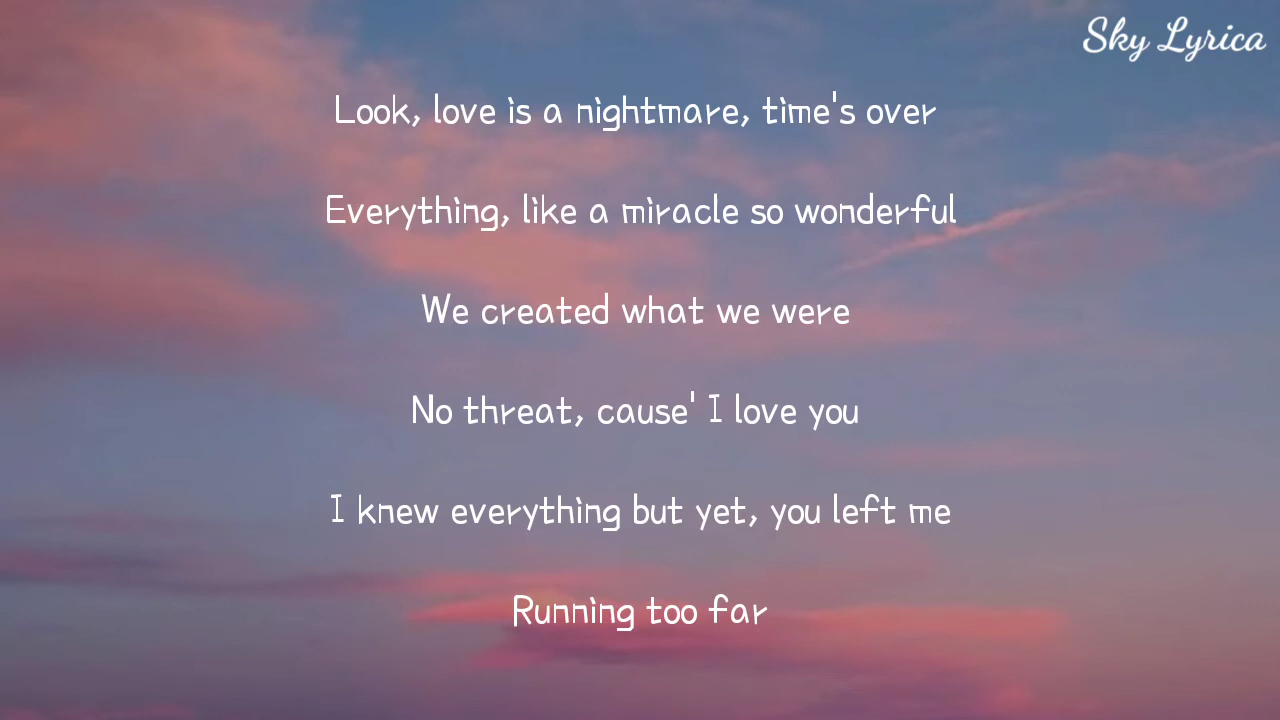 Sky Lyrica
Look, love is a nightmare, time's over
Everything, like a miracle so wonderful
We created what we were
No threat, cause' I love you
I knew everything but yet, you left me
Running too far